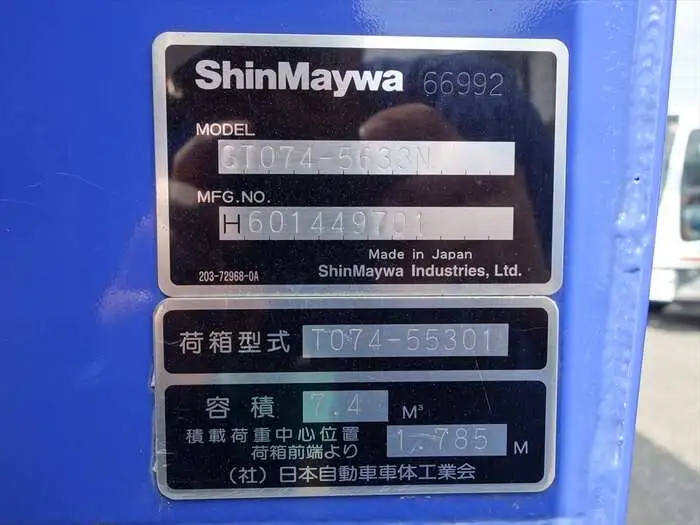 ShinMaywa 66992
MODEL
GT074-5633N
MFG.NO.
H601449701
Made in Japan
203-72968-0A ShinMaywa Industries, Ltd.
荷箱型式 T074-55301
容積 7.4 M³
積載荷重中心位置
荷箱前端より 1.785 M
(社)日本自動車車体工業会